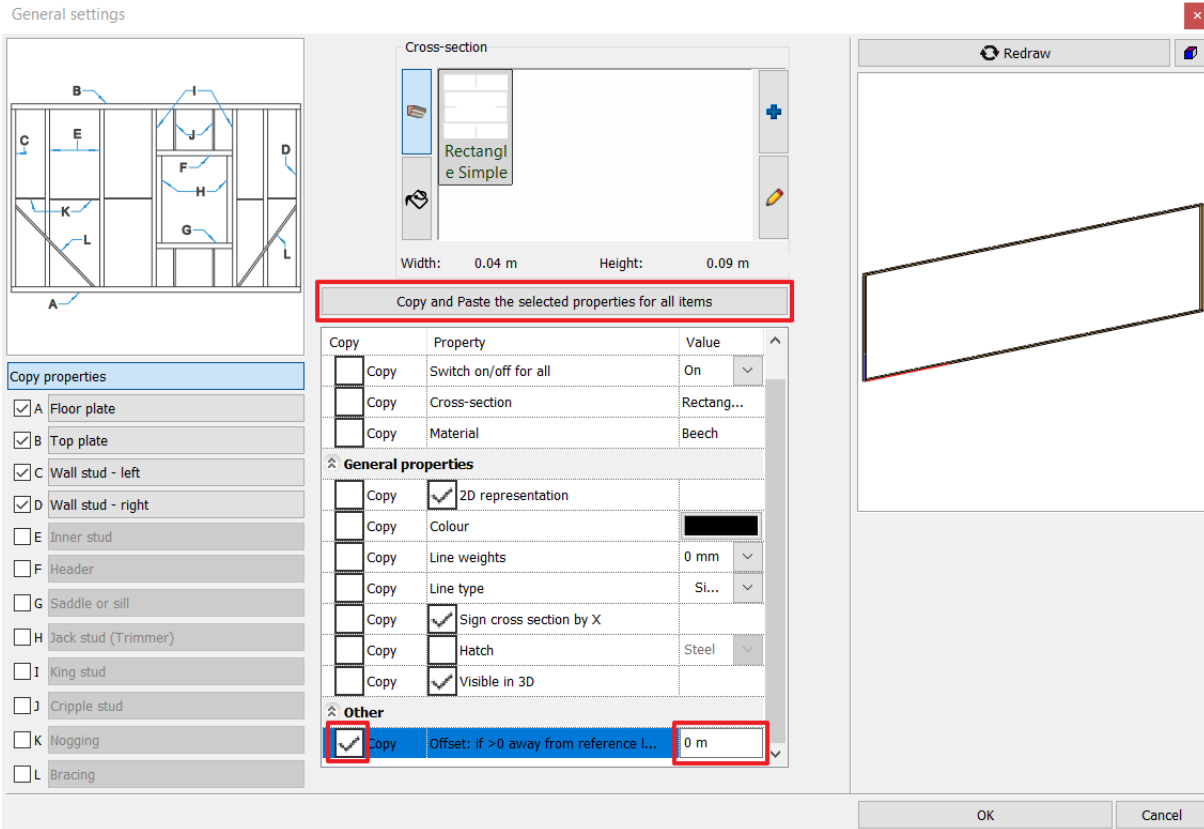 General settings
×
B
I
J
C
E
D
F
H
K
G
L
L
A
Cross-section
Rectangl
e Simple
Width: 0.04 m Height: 0.09 m
Redraw
Copy and Paste the selected properties for all items
Copy Property Value
Copy Switch on/off for all On
Copy Cross-section Rectang...
Copy Material Beech
General properties
Copy 2D representation
Copy Colour
Copy Line weights 0 mm
Copy Line type Si...
Copy Sign cross section by X
Copy Hatch Steel
Copy Visible in 3D
Other
Copy Offset: if >0 away from reference l... 0 m
Copy properties
A Floor plate
B Top plate
C Wall stud - left
D Wall stud - right
E Inner stud
F Header
G Saddle or sill
H Jack stud (Trimmer)
I King stud
J Cripple stud
K Nogging
L Bracing
OK Cancel